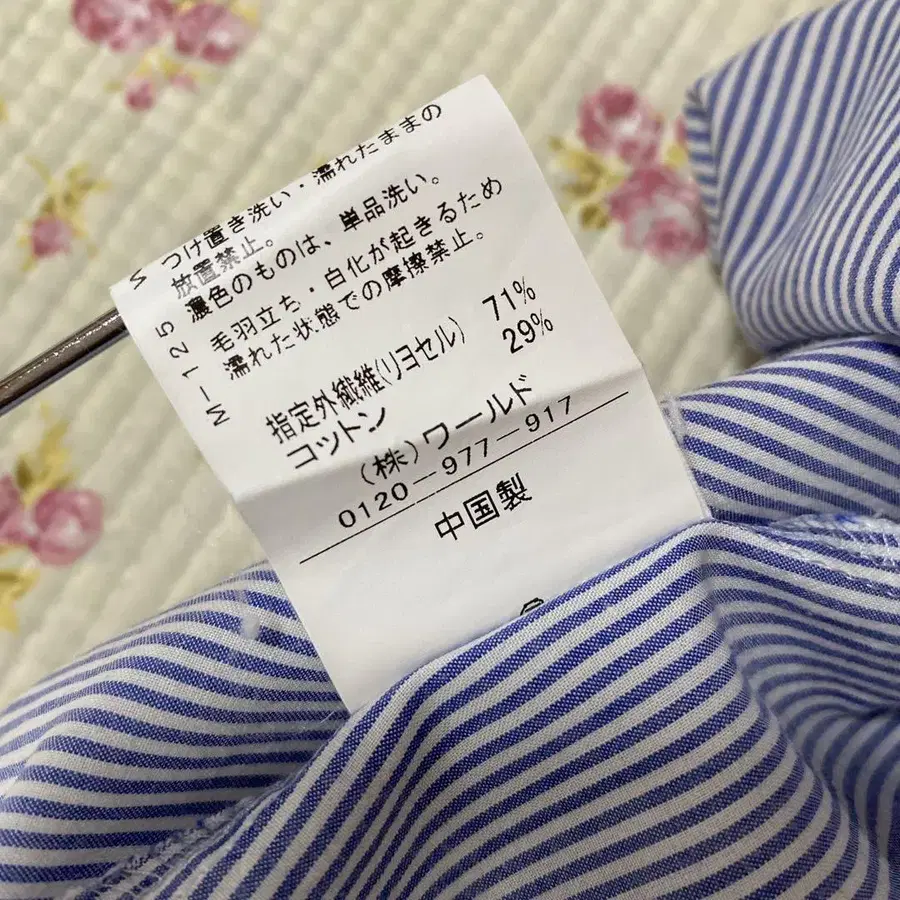 つけ置き洗い・濡れたままの
放置禁止。
濃色のものは、単品洗い。
毛羽立ち・白化が起きるため
濡れた状態での摩擦禁止。
M-125
指定外繊維(リヨセル) 71%
コットン 29%
(株)ワールド
0120-977-917
中国製